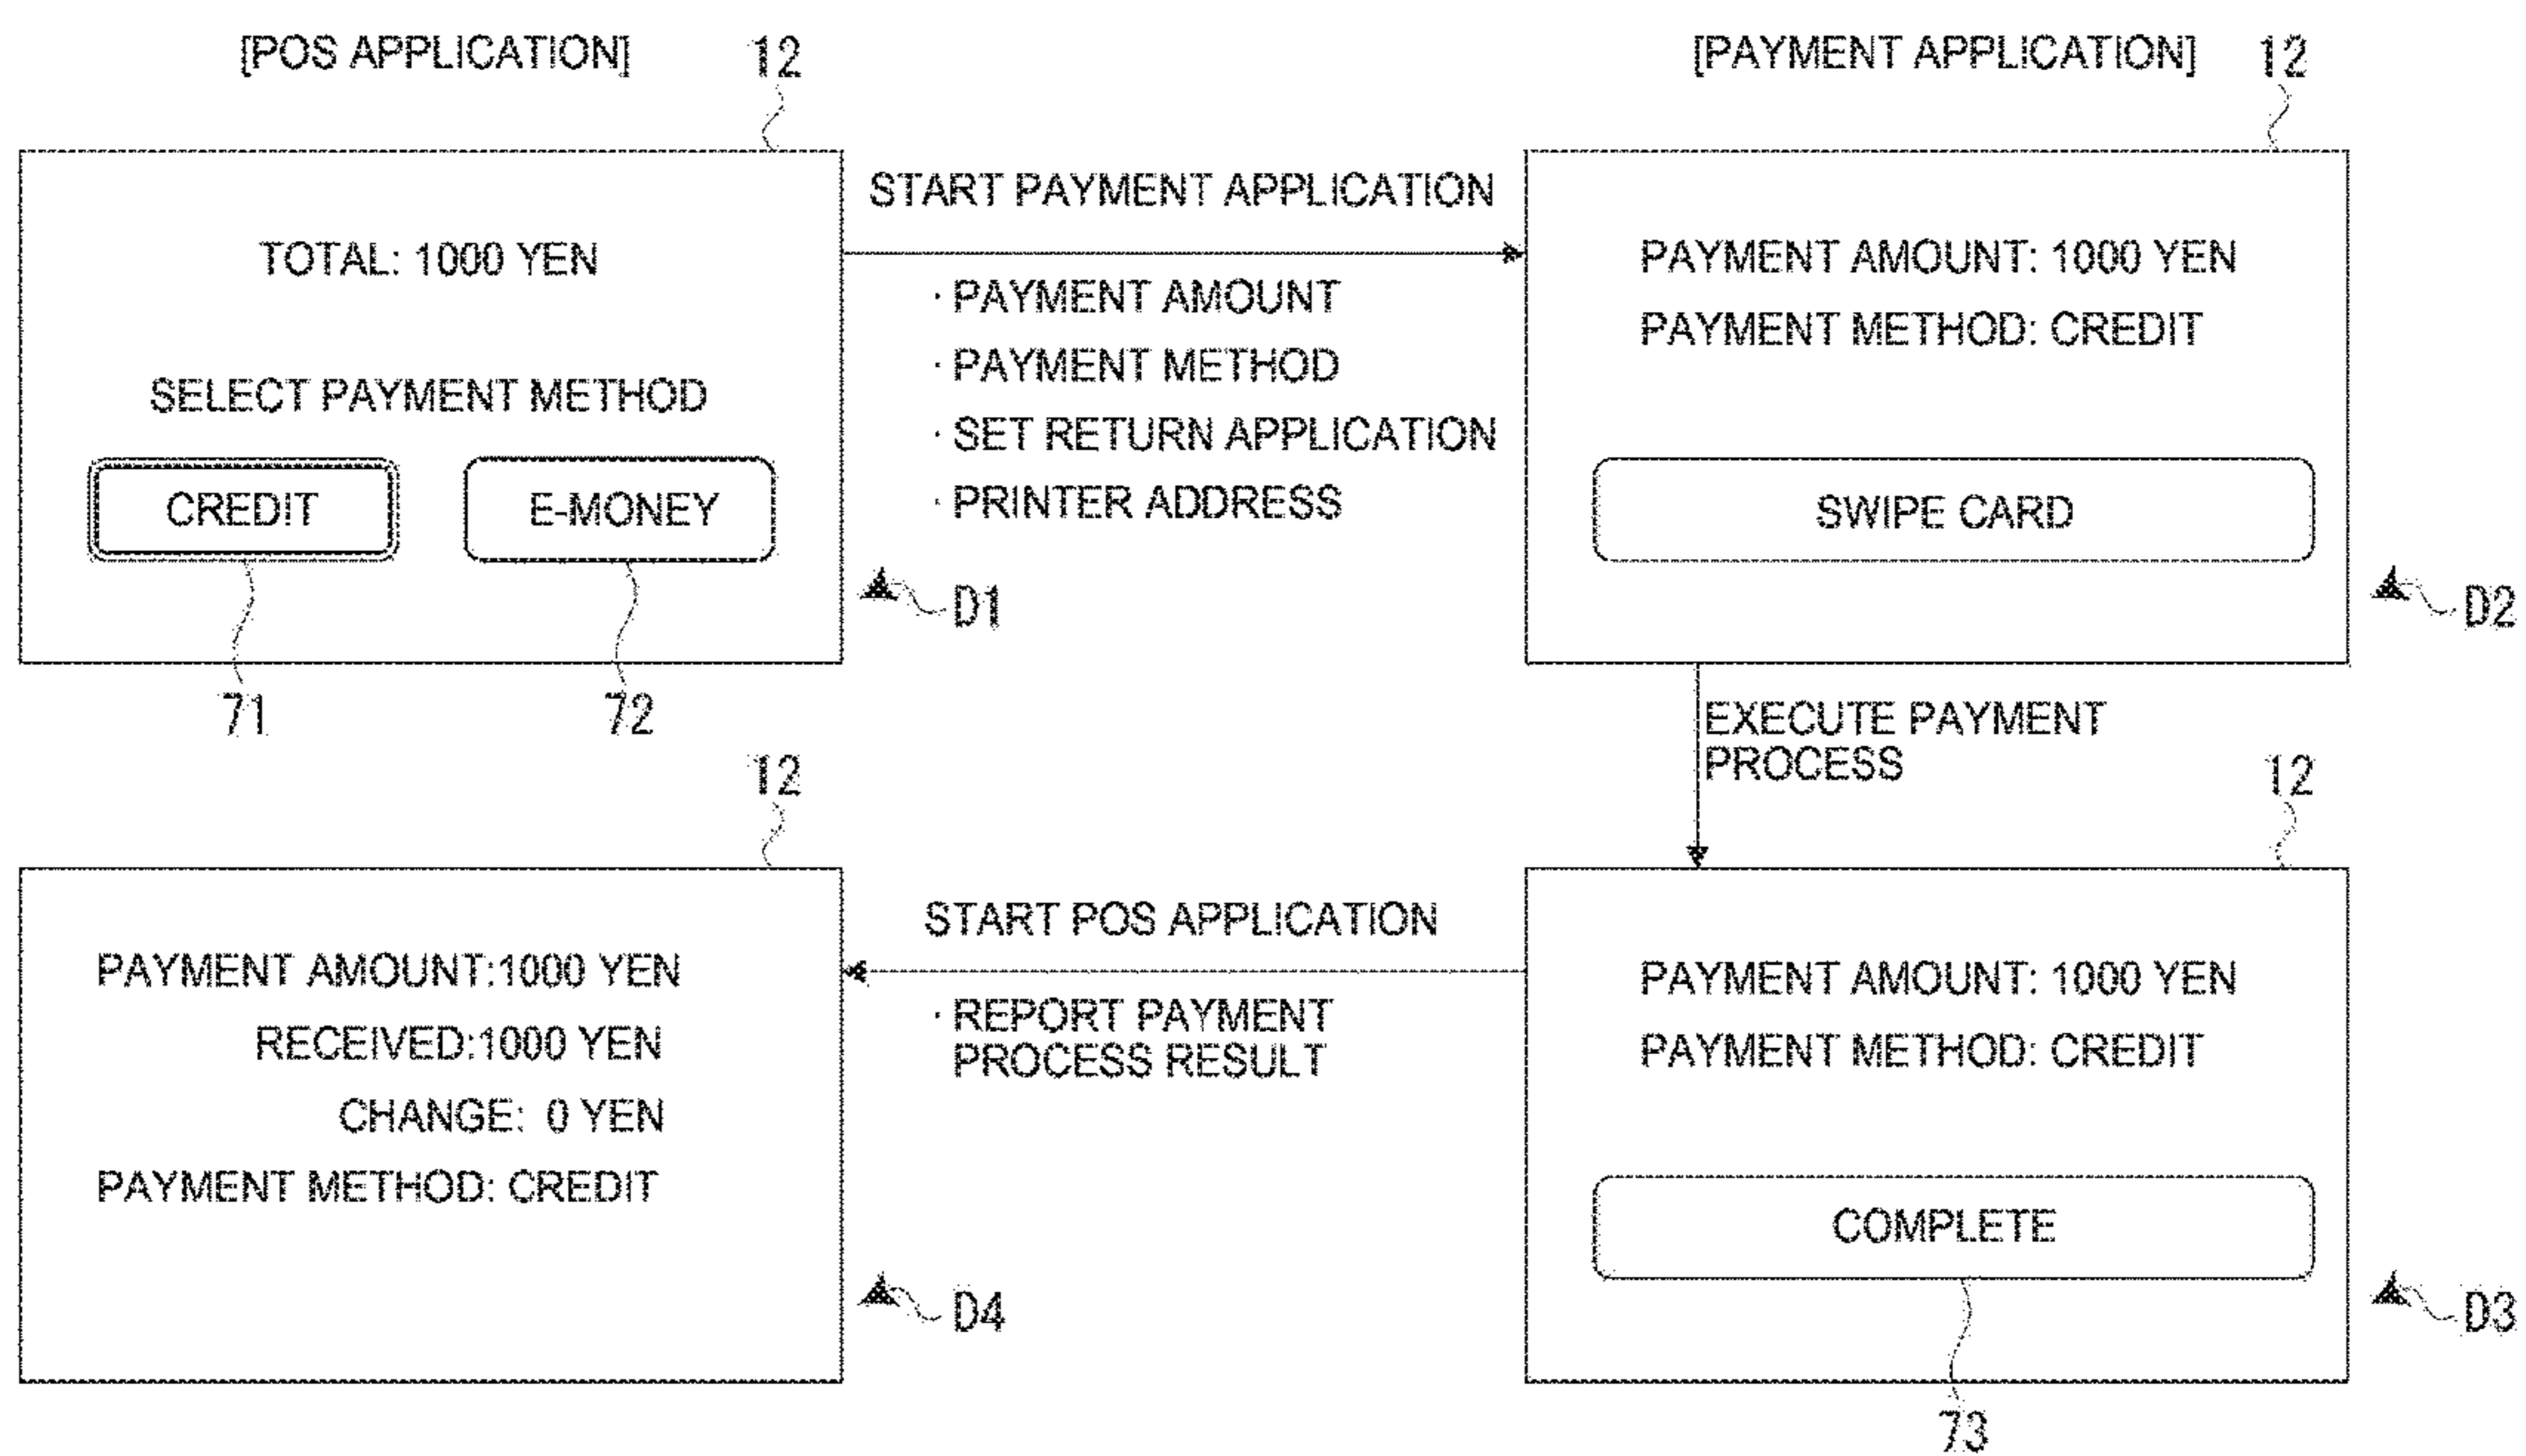 [POS APPLICATION]
12
[PAYMENT APPLICATION]
12
TOTAL: 1000 YEN
SELECT PAYMENT METHOD
CREDIT
E-MONEY
71
72
D1
START PAYMENT APPLICATION
· PAYMENT AMOUNT
· PAYMENT METHOD
· SET RETURN APPLICATION
· PRINTER ADDRESS
PAYMENT AMOUNT: 1000 YEN
PAYMENT METHOD: CREDIT
SWIPE CARD
D2
EXECUTE PAYMENT
PROCESS
12
12
PAYMENT AMOUNT:1000 YEN
RECEIVED:1000 YEN
CHANGE: 0 YEN
PAYMENT METHOD: CREDIT
D4
START POS APPLICATION
· REPORT PAYMENT
PROCESS RESULT
PAYMENT AMOUNT: 1000 YEN
PAYMENT METHOD: CREDIT
COMPLETE
D3
73